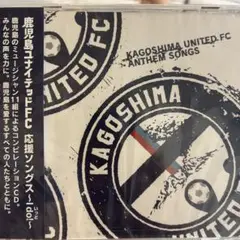 鹿児島ユナイテッドFC 応援ソングス
鹿児島のミュージシャン11組によるコンピレーションCD。
みんなの声を力に。鹿児島を愛するすべての人たちとともに。
KAGOSHIMA UNITED FC
ANTHEM SONGS
UNITED FC
KAGOSHIMA